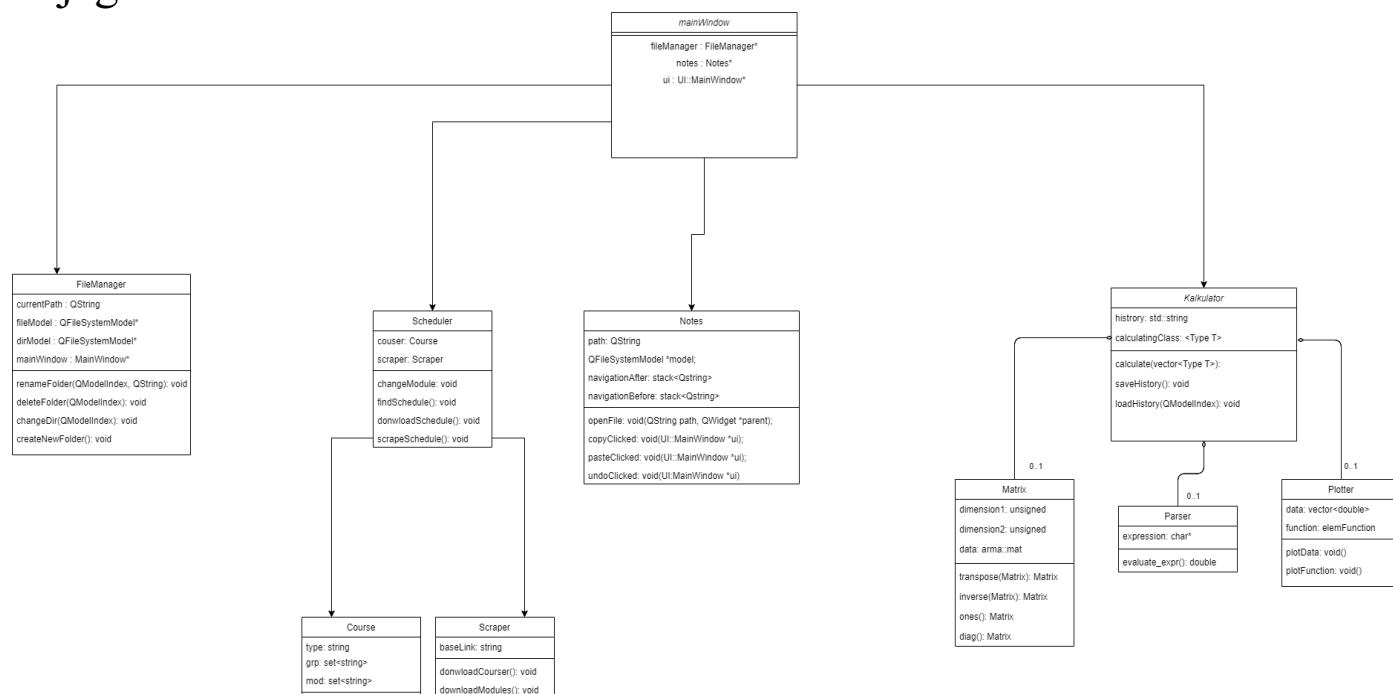 mainWindow
fileManager : FileManager*
notes : Notes*
ui : UI::MainWindow*
FileManager
currentPath : QString
fileModel : QFileSystemModel*
dirModel : QFileSystemModel*
mainWindow : MainWindow*
renameFolder(QModelIndex, QString): void
deleteFolder(QModelIndex): void
changeDir(QModelIndex): void
createNewFolder(): void
Scheduler
couser: Course
scraper: Scraper
changeModule: void
findSchedule(): void
donwloadSchedule(): void
scrapeSchedule(): void
Notes
path: QString
QFileSystemModel *model;
navigationAfter: stack<Qstring>
navigationBefore: stack<Qstring>
openFile: void(QString path, QWidget *parent);
copyClicked: void(UI::MainWindow *ui);
pasteClicked: void(UI::MainWindow *ui);
undoClicked: void(UI:MainWindow *ui)
Kalkulator
histrory: std::string
calculatingClass: <Type T>
calculate(vector<Type T>):
saveHistory(): void
loadHistory(QModelIndex): void
0..1
0..1
0..1
Matrix
dimension1: unsigned
dimension2: unsigned
data: arma::mat
transpose(Matrix): Matrix
inverse(Matrix): Matrix
ones(): Matrix
diag(): Matrix
Parser
expression: char*
evaluate_expr(): double
Plotter
data: vector<double>
function: elemFunction
plotData: void()
plotFunction: void()
Course
type: string
grp: set<string>
mod: set<string>
Scraper
baseLink: string
donwloadCourser(): void
downloadModules(): void